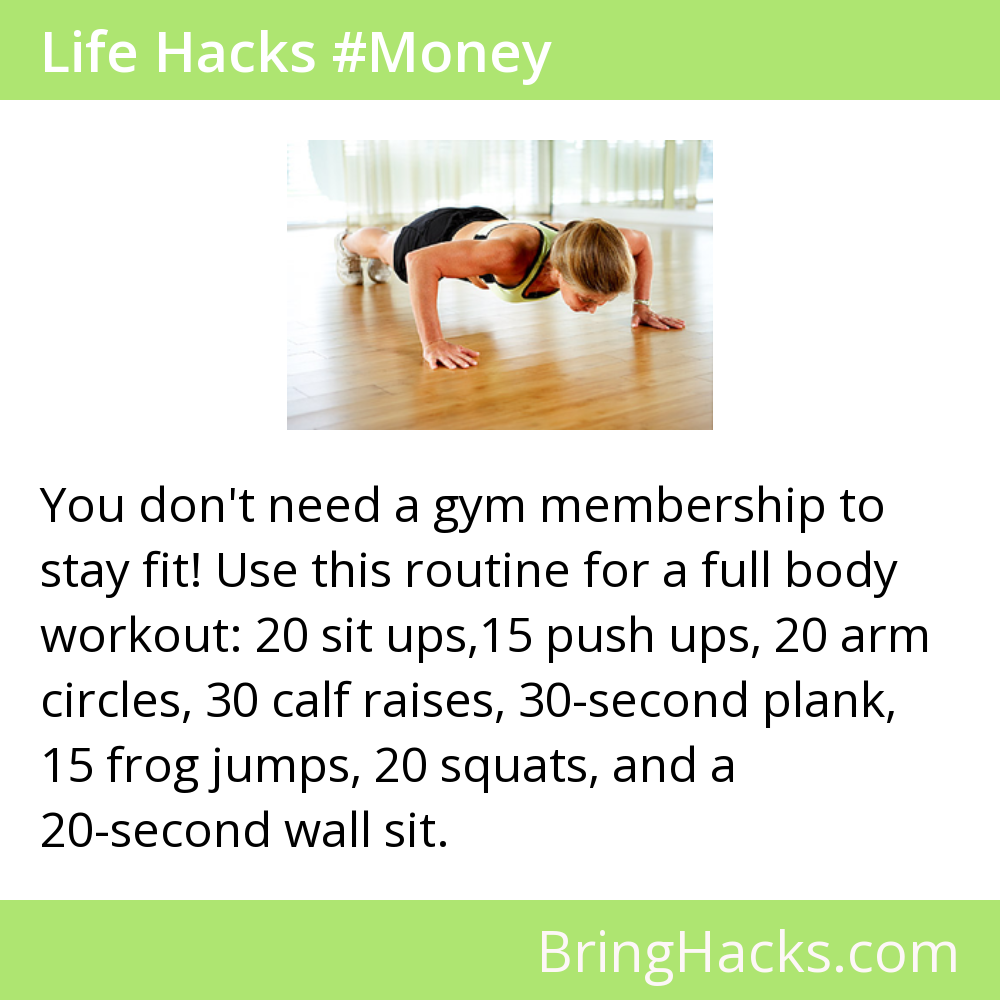 Life Hacks #Money
You don't need a gym membership to
stay fit! Use this routine for a full body
workout: 20 sit ups,15 push ups, 20 arm
circles, 30 calf raises, 30-second plank,
15 frog jumps, 20 squats, and a
20-second wall sit.
BringHacks.com